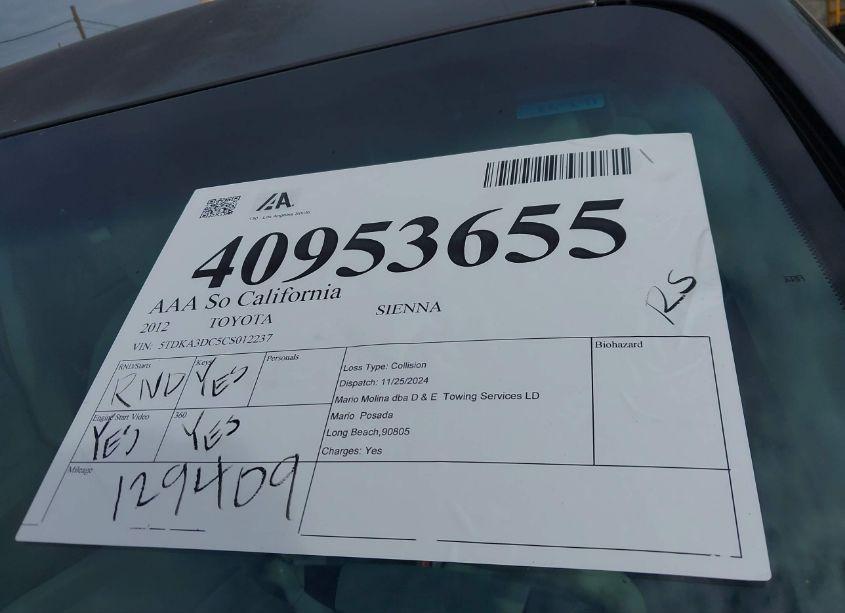 IAA
40953655
AAA So California
2012 TOYOTA SIENNA
VIN: 5TDKA3DC5CS012237
RS
RND/Starts Key Personals
RND YES
Engine Start Video 360
YES YES
Mileage
129409
Loss Type: Collision
Dispatch: 11/25/2024
Mario Molina dba D & E Towing Services LD
Mario Posada
Long Beach,90805
Charges: Yes
Biohazard